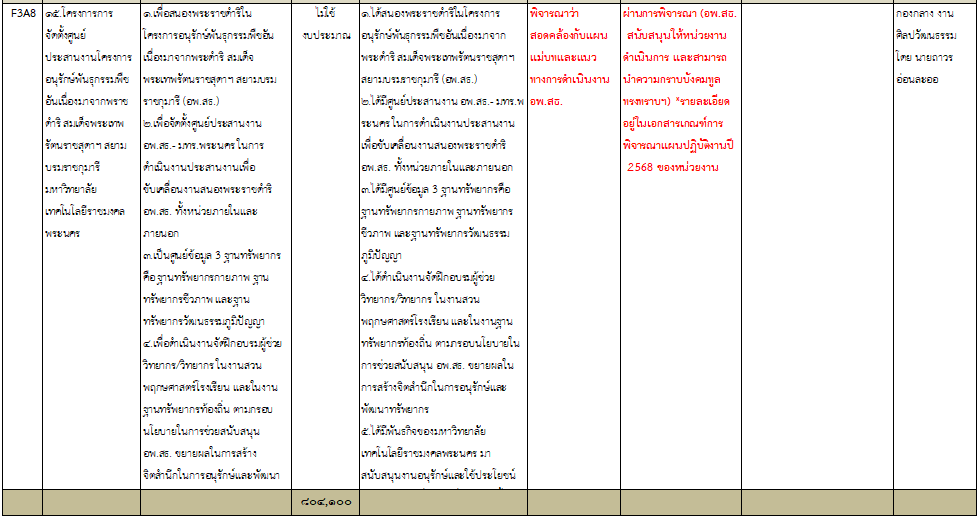 F3A8
๑๕.โครงการการ
จัดตั้งศูนย์
ประสานงานโครงการ
อนุรักษ์พันธุกรรมพืช
อันเนื่องมาจากพราช
ดำริ สมเด็จพระเทพ
รัตนราชสุดาฯ สยาม
บรมราชกุมารี
มหาวิทยาลัย
เทคโนโลยีราชมงคล
พระนคร
๑.เพื่อสนองพระราชดำริใน
โครงการอนุรักษ์พันธุกรรมพืชอัน
เนื่องมาจากพระดำริ สมเด็จ
พระเทพรัตนราชสุดาฯ สยามบรม
ราชกุมารี (อพ.สธ.)
๒.เพื่อจัดตั้งศูนย์ประสานงาน
อพ.สธ.- มทร.พระนคร ในการ
ดำเนินงานประสานงานเพื่อ
ขับเคลื่อนงานสนองพระราชดำริ
อพ.สธ. ทั้งหน่วยภายในและ
ภายนอก
๓.เป็นศูนย์ข้อมูล 3 ฐานทรัพยากร
คือ ฐานทรัพยากรกายภาพ ฐาน
ทรัพยากรชีวภาพ และฐาน
ทรัพยากรวัฒนธรรมภูมิปัญญา
๔.เพื่อดำเนินงานจัดฝึกอบรมผู้ช่วย
วิทยากร/วิทยากร ในงานสวน
พฤกษศาสตร์โรงเรียน และในงาน
ฐานทรัพยากรท้องถิ่น ตามกรอบ
นโยบายในการช่วยสนับสนุน
อพ.สธ. ขยายผลในการสร้าง
จิตสำนึกในการอนุรักษ์และพัฒนา
ไม่ใช้
งบประมาณ
๑.ได้สนองพระราชดำริในโครงการ
อนุรักษ์พันธุกรรมพืชอันเนื่องมาจาก
พระดำริ สมเด็จพระเทพรัตนราชสุดาฯ
สยามบรมราชกุมารี (อพ.สธ.)
๒.ได้มีศูนย์ประสานงาน อพ.สธ.- มทร.พ
ระนคร ในการดำเนินงานประสานงาน
เพื่อขับเคลื่อนงานสนองพระราชดำริ
อพ.สธ. ทั้งหน่วยภายในและภายนอก
๓.ได้มีศูนย์ข้อมูล 3 ฐานทรัพยากรคือ
ฐานทรัพยากรกายภาพ ฐานทรัพยากร
ชีวภาพ และฐานทรัพยากรวัฒนธรรม
ภูมิปัญญา
๔.ได้ดำเนินงานจัดฝึกอบรมผู้ช่วย
วิทยากร/วิทยากร ในงานสวน
พฤกษศาสตร์โรงเรียน และในงานฐาน
ทรัพยากรท้องถิ่น ตามกรอบนโยบายใน
การช่วยสนับสนุน อพ.สธ. ขยายผลใน
การสร้างจิตสำนึกในการอนุรักษ์และ
พัฒนาทรัพยากร
๕.ได้มีพันธกิจของมหาวิทยาลัย
เทคโนโลยีราชมงคลพระนคร มา
สนับสนุนงานอนุรักษ์และใช้ประโยชน์
พิจารณาว่า
สอดคล้องกับแผน
แม่บทและแนว
ทางการดำเนินงาน
อพ.สธ.
ผ่านการพิจารณา (อพ.สธ.
สนับสนุนให้หน่วยงาน
ดำเนินการ และสามารถ
นำความกราบบังคมทูล
ทรงทราบฯ) *รายละเอียด
อยู่ในเอกสารเกณฑ์การ
พิจารณาแผนปฏิบัติงานปี
2568 ของหน่วยงาน
กองกลาง งาน
ศิลปวัฒนธรรม
โดย นายถาวร
อ่อนละออ
๘๐๔,๑๐๐